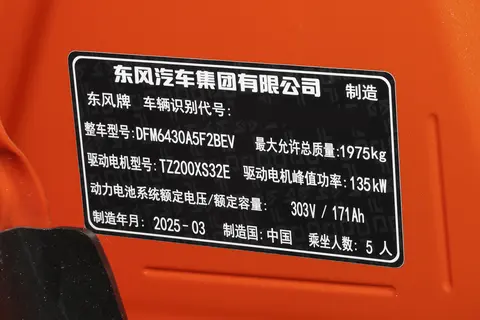 东风汽车集团有限公司 制造
东风牌 车辆识别代号:
整车型号:DFM6430A5F2BEV 最大允许总质量:1975kg
驱动电机型号:TZ200XS32E 驱动电机峰值功率:135kW
动力电池系统额定电压/额定容量: 303V / 171Ah
制造年月: 2025-03 制造国: 中国 乘坐人数: 5 人